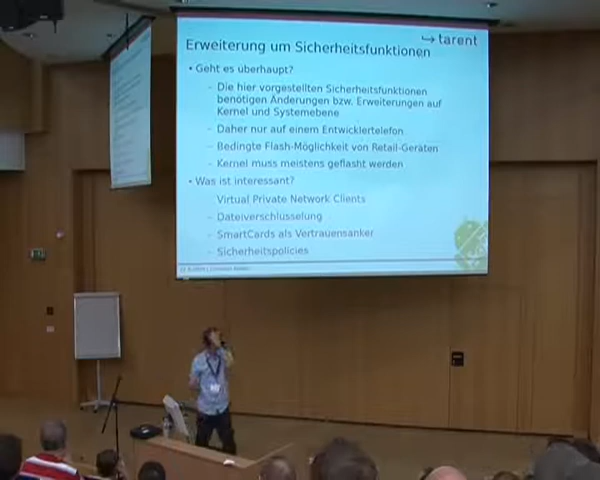 tarent
Erweiterung um Sicherheitsfunktionen
• Geht es überhaupt?
– Die hier vorgestellten Sicherheitsfunktionen
benötigen Änderungen bzw. Erweiterungen auf
Kernel und Systemebene
– Daher nur auf einem Entwicklertelefon
– Bedingte Flash-Möglichkeit von Retail-Geräten
– Kernel muss meistens geflasht werden
• Was ist interessant?
Virtual Private Network Clients
– Dateiverschlüsselung
– SmartCards als Vertrauensanker
– Sicherheitspolicies